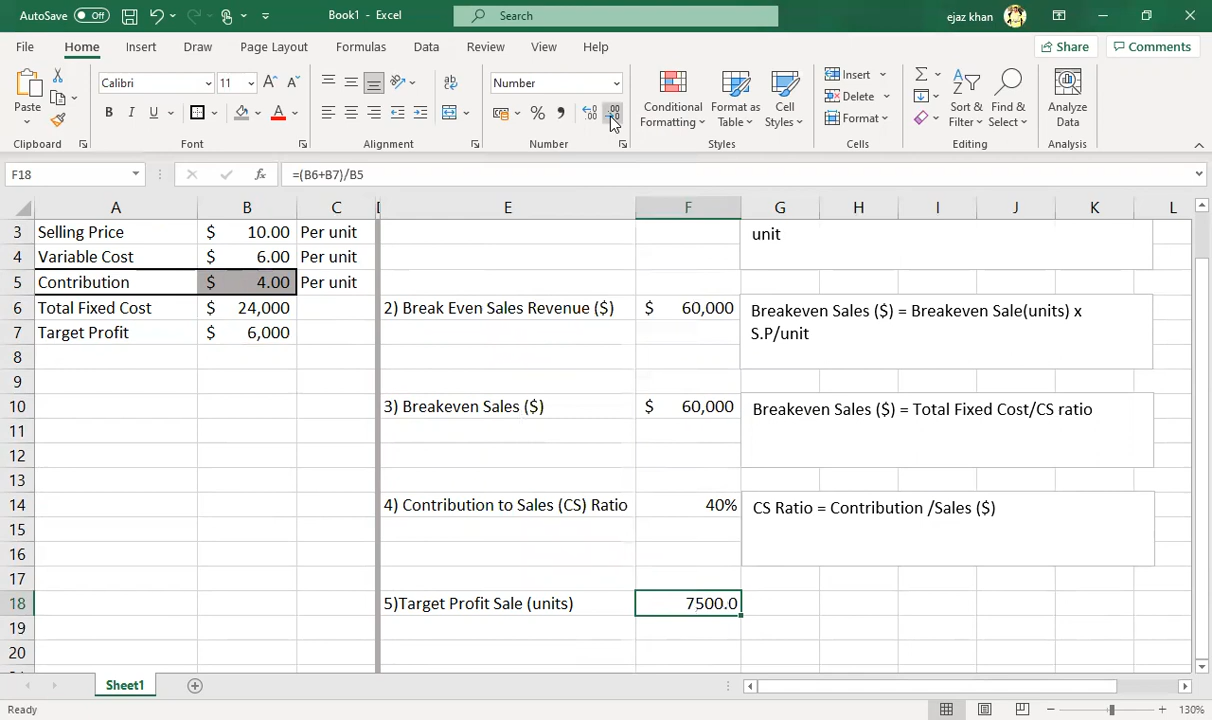 AutoSave Off Book1 - Excel Search ejaz khan
File Home Insert Draw Page Layout Formulas Data Review View Help Share Comments
Paste Calibri 11 Number Conditional Formatting Format as Table Cell Styles Insert Delete Format Sort & Filter Find & Select Analyze Data
B I U A % 9
Clipboard Font Alignment Number Styles Cells Editing Analysis
F18 fx =(B6+B7)/B5
A B C E F G H I J K L
3 Selling Price $ 10.00 Per unit unit
4 Variable Cost $ 6.00 Per unit
5 Contribution $ 4.00 Per unit
6 Total Fixed Cost $ 24,000 2) Break Even Sales Revenue ($) $ 60,000 Breakeven Sales ($) = Breakeven Sale(units) x
7 Target Profit $ 6,000 S.P/unit
8
9
10 3) Breakeven Sales ($) $ 60,000 Breakeven Sales ($) = Total Fixed Cost/CS ratio
11
12
13
14 4) Contribution to Sales (CS) Ratio 40% CS Ratio = Contribution /Sales ($)
15
16
17
18 5)Target Profit Sale (units) 7500.0
19
20
Sheet1
Ready 130%